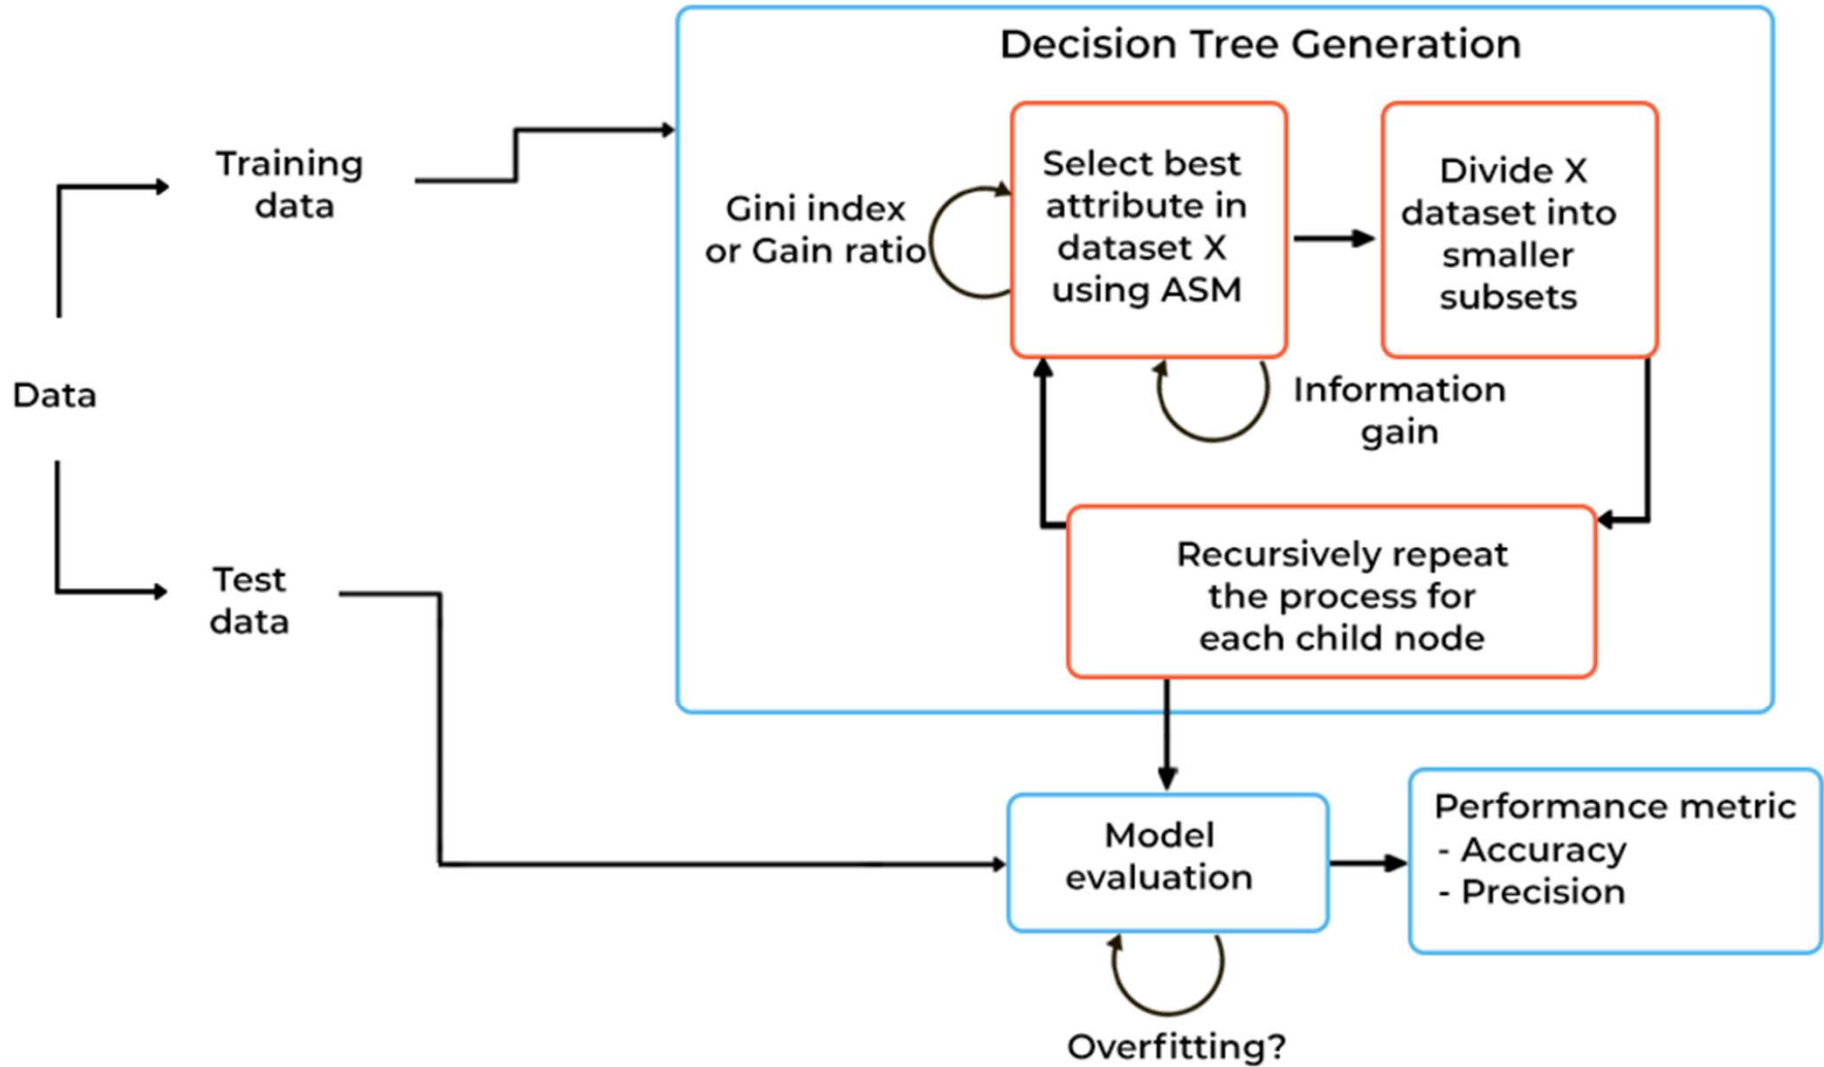 Decision Tree Generation
Training
data
Select best
attribute in
dataset X
using ASM
Divide X
dataset into
smaller
subsets
Gini index
or Gain ratio
Information
gain
Data
Recursively repeat
the process for
each child node
Test
data
Model
evaluation
Performance metric
- Accuracy
- Precision
Overfitting?